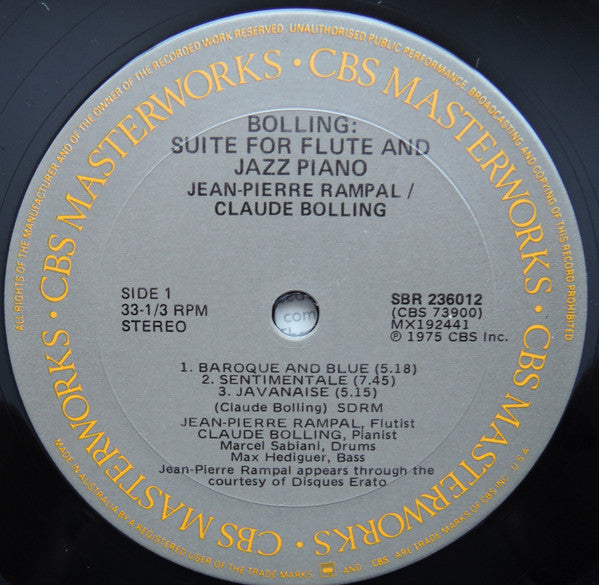 ALL RIGHTS OF THE MANUFACTURER AND OF THE OWNER OF THE RECORDED WORK RESERVED. UNAUTHORISED PUBLIC PERFORMANCE, BROADCASTING AND COPYING OF THIS RECORD PROHIBITED
CBS MASTERWORKS • CBS MASTERWORKS • CBS MASTERWORKS • CBS MASTERWORKS •
BOLLING:
SUITE FOR FLUTE AND
JAZZ PIANO
JEAN-PIERRE RAMPAL /
CLAUDE BOLLING
SIDE 1
33-1/3 RPM
STEREO
SBR 236012
(CBS 73900)
MX192441
℗ 1975 CBS Inc.
com
1. BAROQUE AND BLUE (5.18)
2. SENTIMENTALE (7.45)
3. JAVANAISE (5.15)
(Claude Bolling) SDRM
JEAN-PIERRE RAMPAL, Flutist
CLAUDE BOLLING, Pianist
Marcel Sabiani, Drums
Max Hediguer, Bass
Jean-Pierre Rampal appears through the
courtesy of Disques Erato
MADE IN AUSTRALIA BY A REGISTERED USER OF THE TRADE MARKS AND CBS ARE TRADE MARKS OF CBS INC. U.S.A.